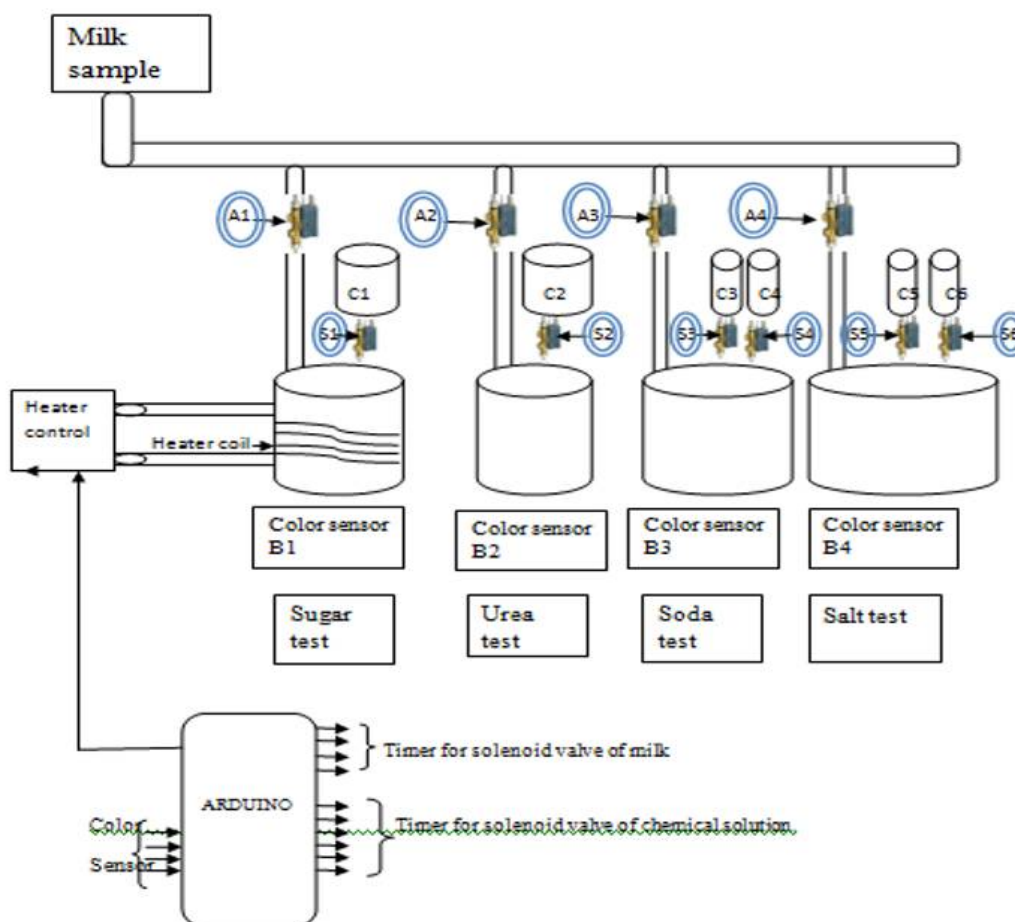 Milk
sample
A1
A2
A3
A4
C1
C2
C3
C4
C5
C6
S1
S2
S3
S4
S5
S6
Heater
control
Heater coil
Color sensor
B1
Color sensor
B2
Color sensor
B3
Color sensor
B4
Sugar
test
Urea
test
Soda
test
Salt test
Timer for solenoid valve of milk
ARDUINO
Color
Sensor
Timer for solenoid valve of chemical solution